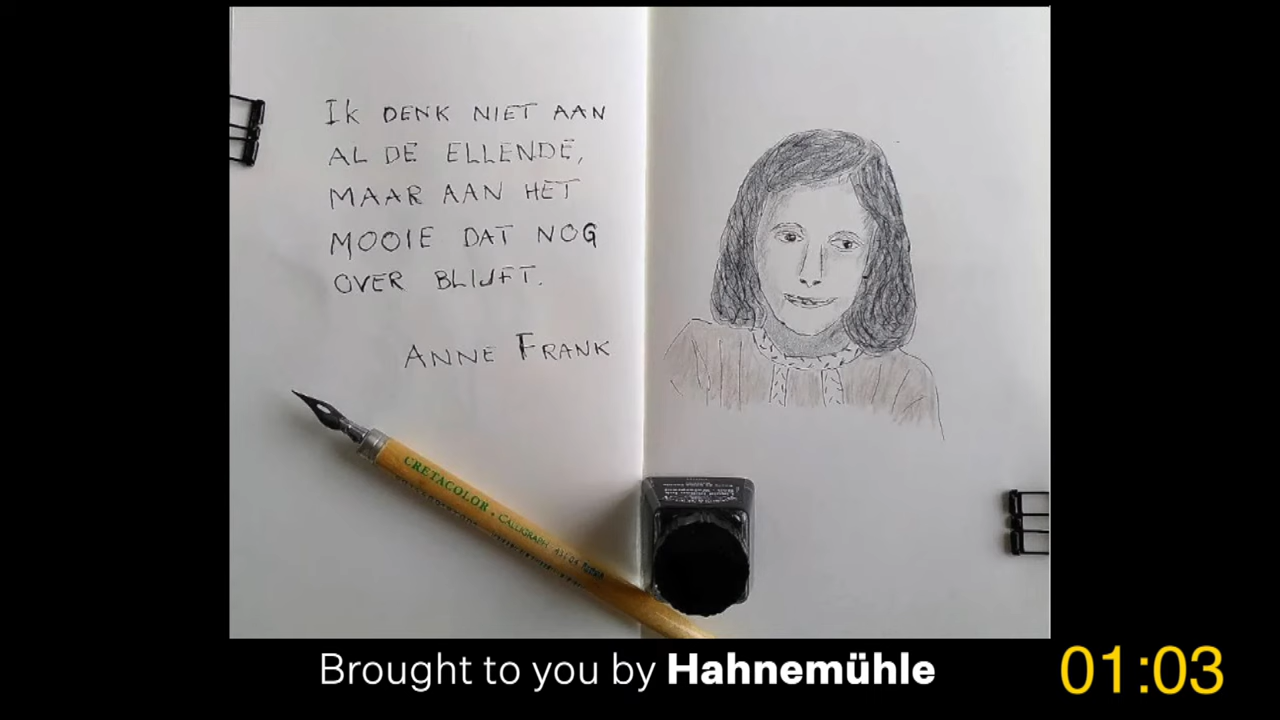 Ik DENK NIET AAN
AL DE ELLENDE,
MAAR AAN HET
MOOIE DAT NOG
OVER BLIJFT.
ANNE FRANK
CRETACOLOR. CALLIGRAPH
Brought to you by Hahnemühle
01:03